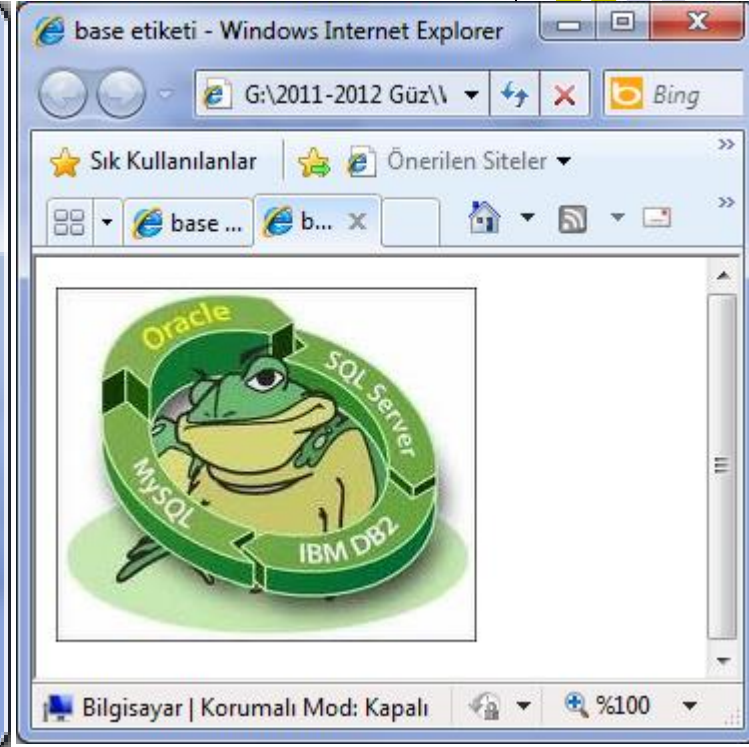 base etiketi - Windows Internet Explorer
G:\2011-2012 Güz\\
Bing
Sık Kullanılanlar
Önerilen Siteler
base ...
b...
Oracle
SQL Server
MySQL
IBM DB2
Bilgisayar | Korumalı Mod: Kapalı
%100